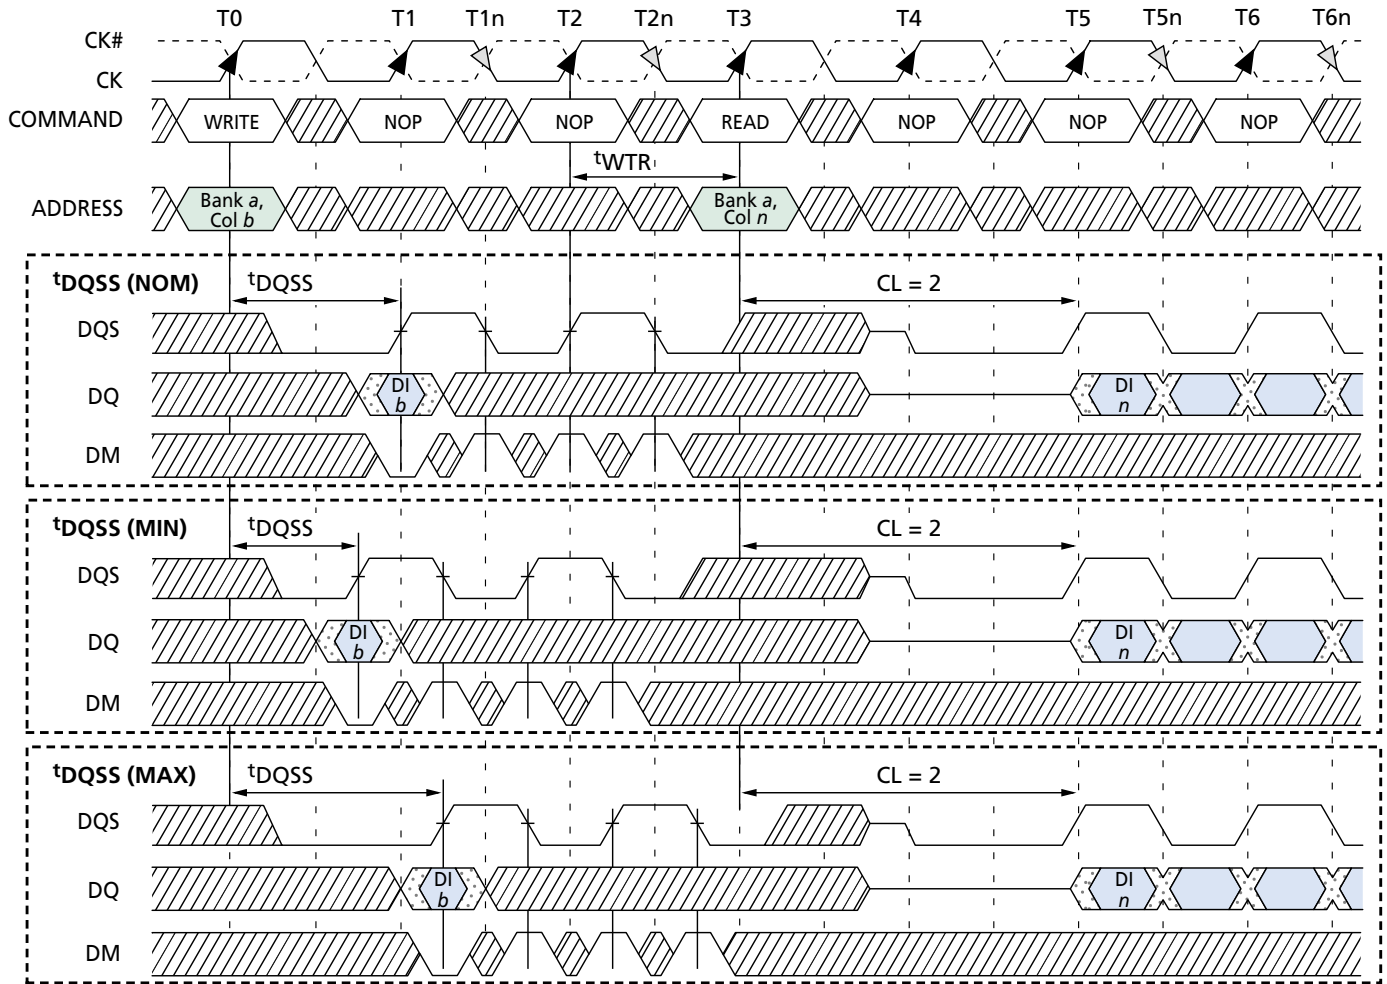 T0 T1 T1n T2 T2n T3 T4 T5 T5n T6 T6n
CK#
CK
COMMAND WRITE NOP NOP READ NOP NOP NOP
tWTR
ADDRESS Bank a, Col b Bank a, Col n
tDQSS (NOM) tDQSS CL = 2
DQS
DQ DI b DI n
DM
tDQSS (MIN) tDQSS CL = 2
DQS
DQ DI b DI n
DM
tDQSS (MAX) tDQSS CL = 2
DQS
DQ DI b DI n
DM